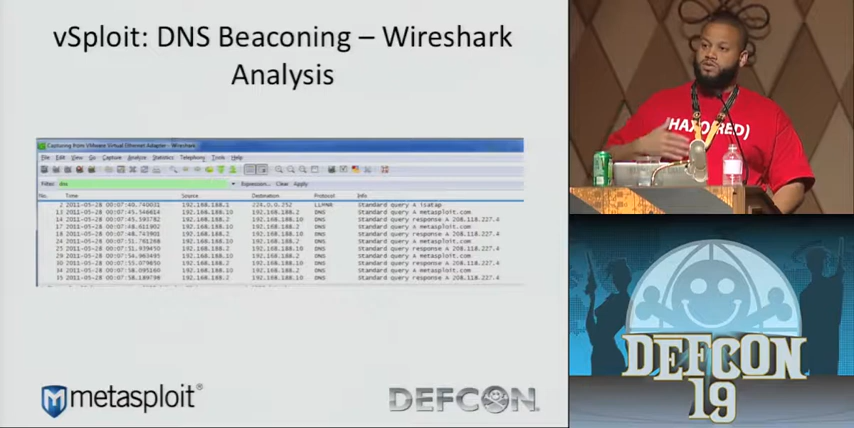 vSploit: DNS Beaconing – Wireshark
Analysis
Capturing from VMware Virtual Ethernet Adapter - Wireshark
File Edit View Go Capture Analyze Statistics Telephony Tools Help
Filter: dns Expression... Clear Apply
No. Time Source Destination Protocol Info
2 2011-05-28 00:07:40.740031 192.168.188.1 224.0.0.252 LLMNR Standard query A isatap
13 2011-05-28 00:07:45.546614 192.168.188.10 192.168.188.2 DNS Standard query A metasploit.com
14 2011-05-28 00:07:45.593782 192.168.188.2 192.168.188.10 DNS Standard query response A 208.118.227.4
17 2011-05-28 00:07:48.611902 192.168.188.10 192.168.188.2 DNS Standard query A metasploit.com
18 2011-05-28 00:07:48.743901 192.168.188.2 192.168.188.10 DNS Standard query response A 208.118.227.4
24 2011-05-28 00:07:51.761268 192.168.188.10 192.168.188.2 DNS Standard query A metasploit.com
25 2011-05-28 00:07:51.939450 192.168.188.2 192.168.188.10 DNS Standard query response A 208.118.227.4
29 2011-05-28 00:07:54.963495 192.168.188.10 192.168.188.2 DNS Standard query A metasploit.com
30 2011-05-28 00:07:55.079650 192.168.188.2 192.168.188.10 DNS Standard query response A 208.118.227.4
34 2011-05-28 00:07:58.095160 192.168.188.10 192.168.188.2 DNS Standard query A metasploit.com
35 2011-05-28 192.168.188.2 192.168.188.10 DNS Standard query response A 208.118.227.4
metasploit®
DEFCON
(HATO(RED)
DEFCON
19